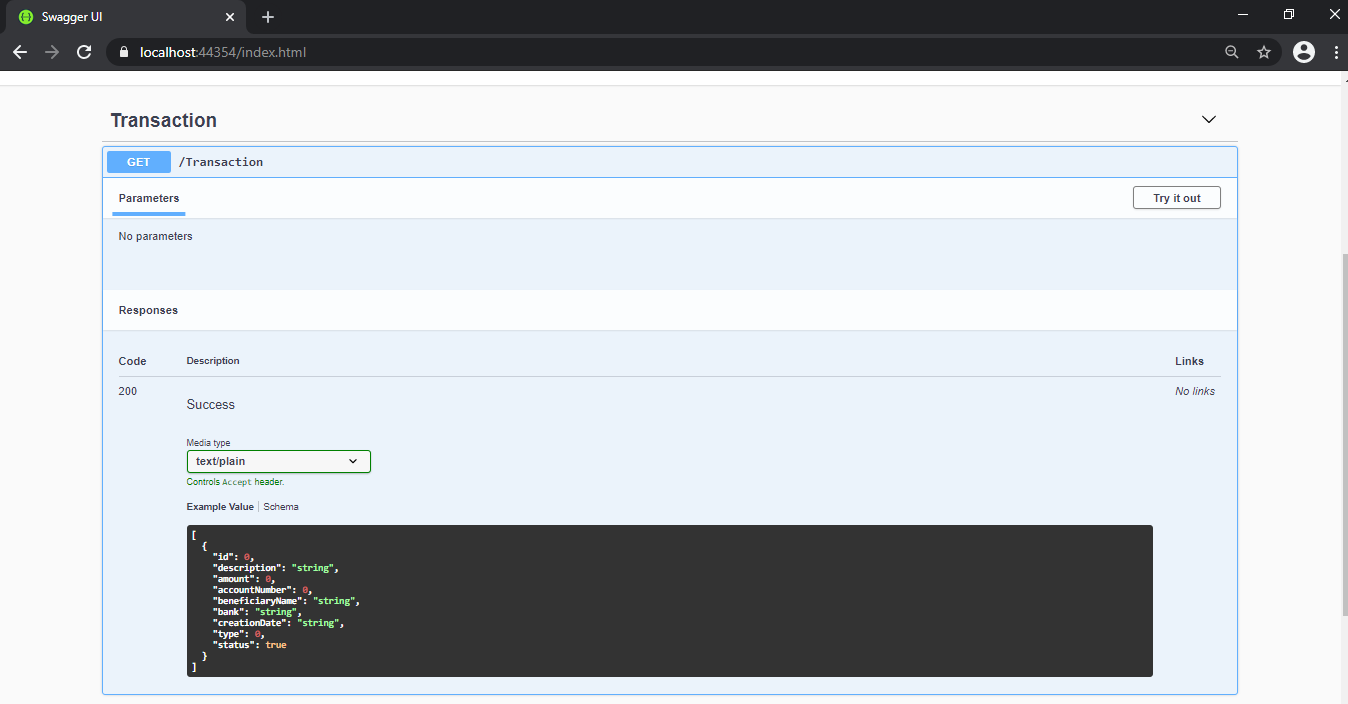 Swagger UI
localhost:44354/index.html
Transaction
GET /Transaction
Parameters
Try it out
No parameters
Responses
Code Description Links
200 Success No links
Media type
text/plain
Controls Accept header.
Example Value Schema
[
{
"id": 0,
"description": "string",
"amount": 0,
"accountNumber": 0,
"beneficiaryName": "string",
"bank": "string",
"creationDate": "string",
"type": 0,
"status": true
}
]